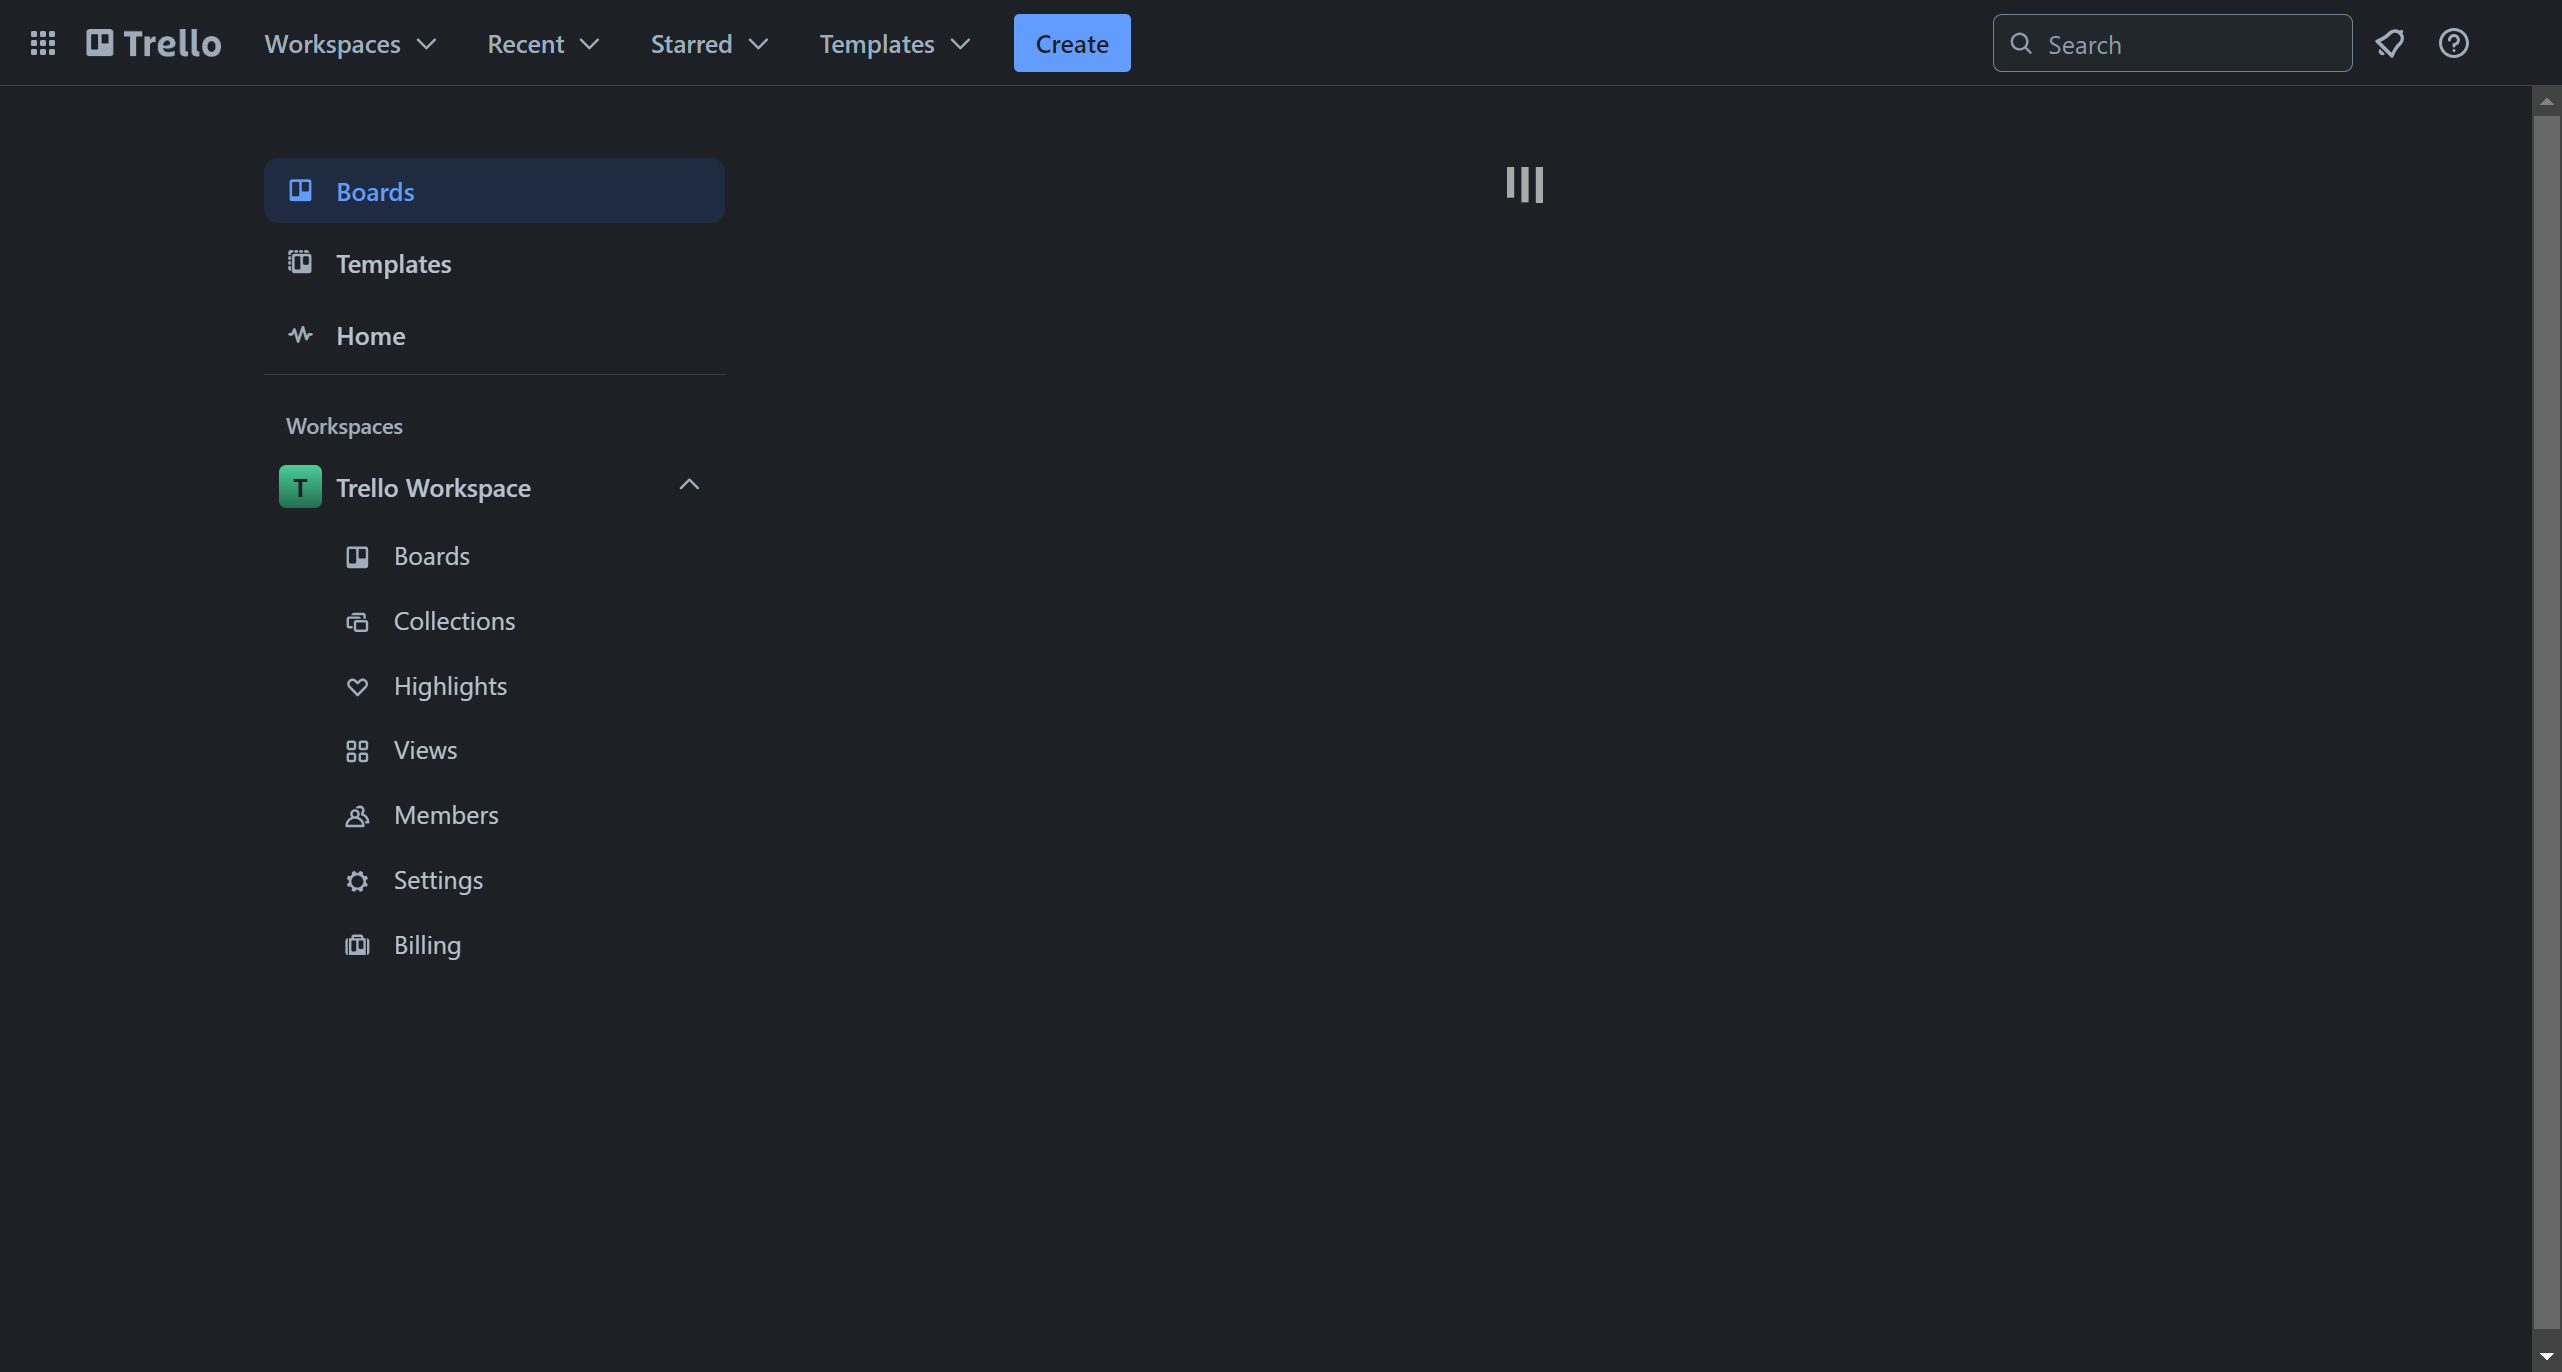 Trello
Workspaces
Recent
Starred
Templates
Create
Search
Boards
Templates
Home
Workspaces
T
Trello Workspace
Boards
Collections
Highlights
Views
Members
Settings
Billing